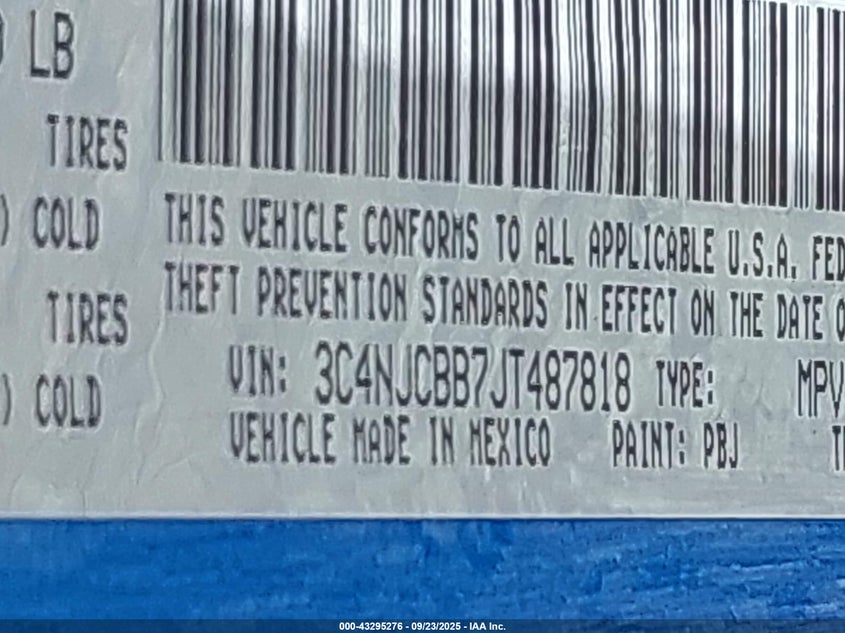 LB
TIRES
) COLD
TIRES
) COLD
THIS VEHICLE CONFORMS TO ALL APPLICABLE U.S.A. FED
THEFT PREVENTION STANDARDS IN EFFECT ON THE DATE O
VIN: 3C4NJCBB7JT487818 TYPE: MPV
VEHICLE MADE IN MEXICO PAINT: PBJ
000-43295276 - 09/23/2025 - IAA Inc.